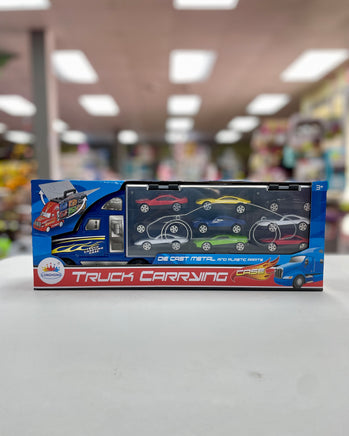 3+
DIE CAST METAL AND PLASTIC PARTS
TRUCK CARRYING CASE